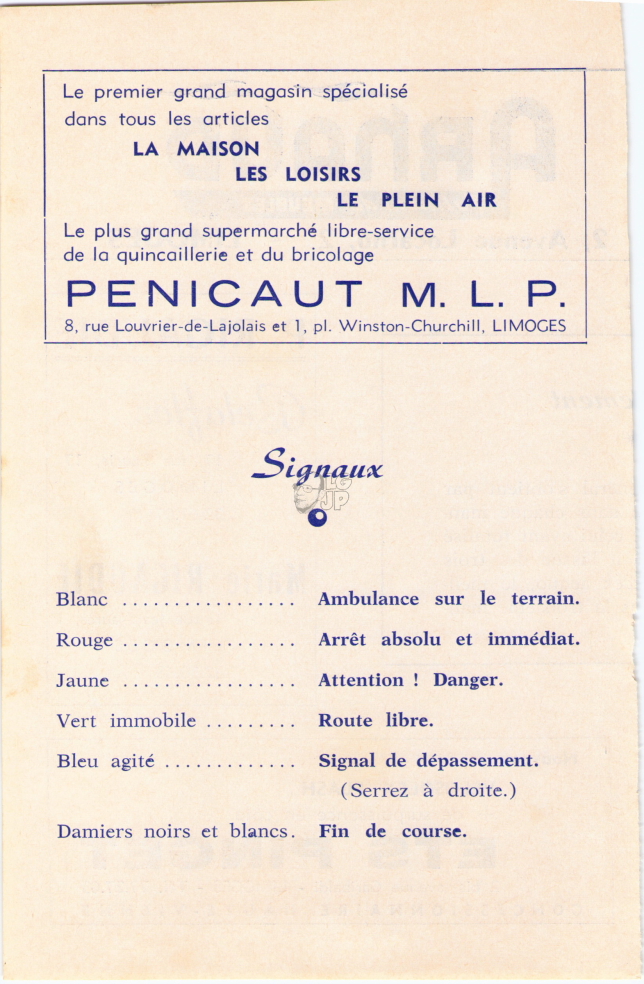 Le premier grand magasin spécialisé
dans tous les articles
LA MAISON
LES LOISIRS
LE PLEIN AIR
Le plus grand supermarché libre-service
de la quincaillerie et du bricolage
PENICAUT M. L. P.
8, rue Louvrier-de-Lajolais et 1, pl. Winston-Churchill, LIMOGES
Signaux
LG
JP
Blanc ................. Ambulance sur le terrain.
Rouge ................. Arrêt absolu et immédiat.
Jaune ................. Attention ! Danger.
Vert immobile ......... Route libre.
Bleu agité ............. Signal de dépassement.
(Serrez à droite.)
Damiers noirs et blancs. Fin de course.